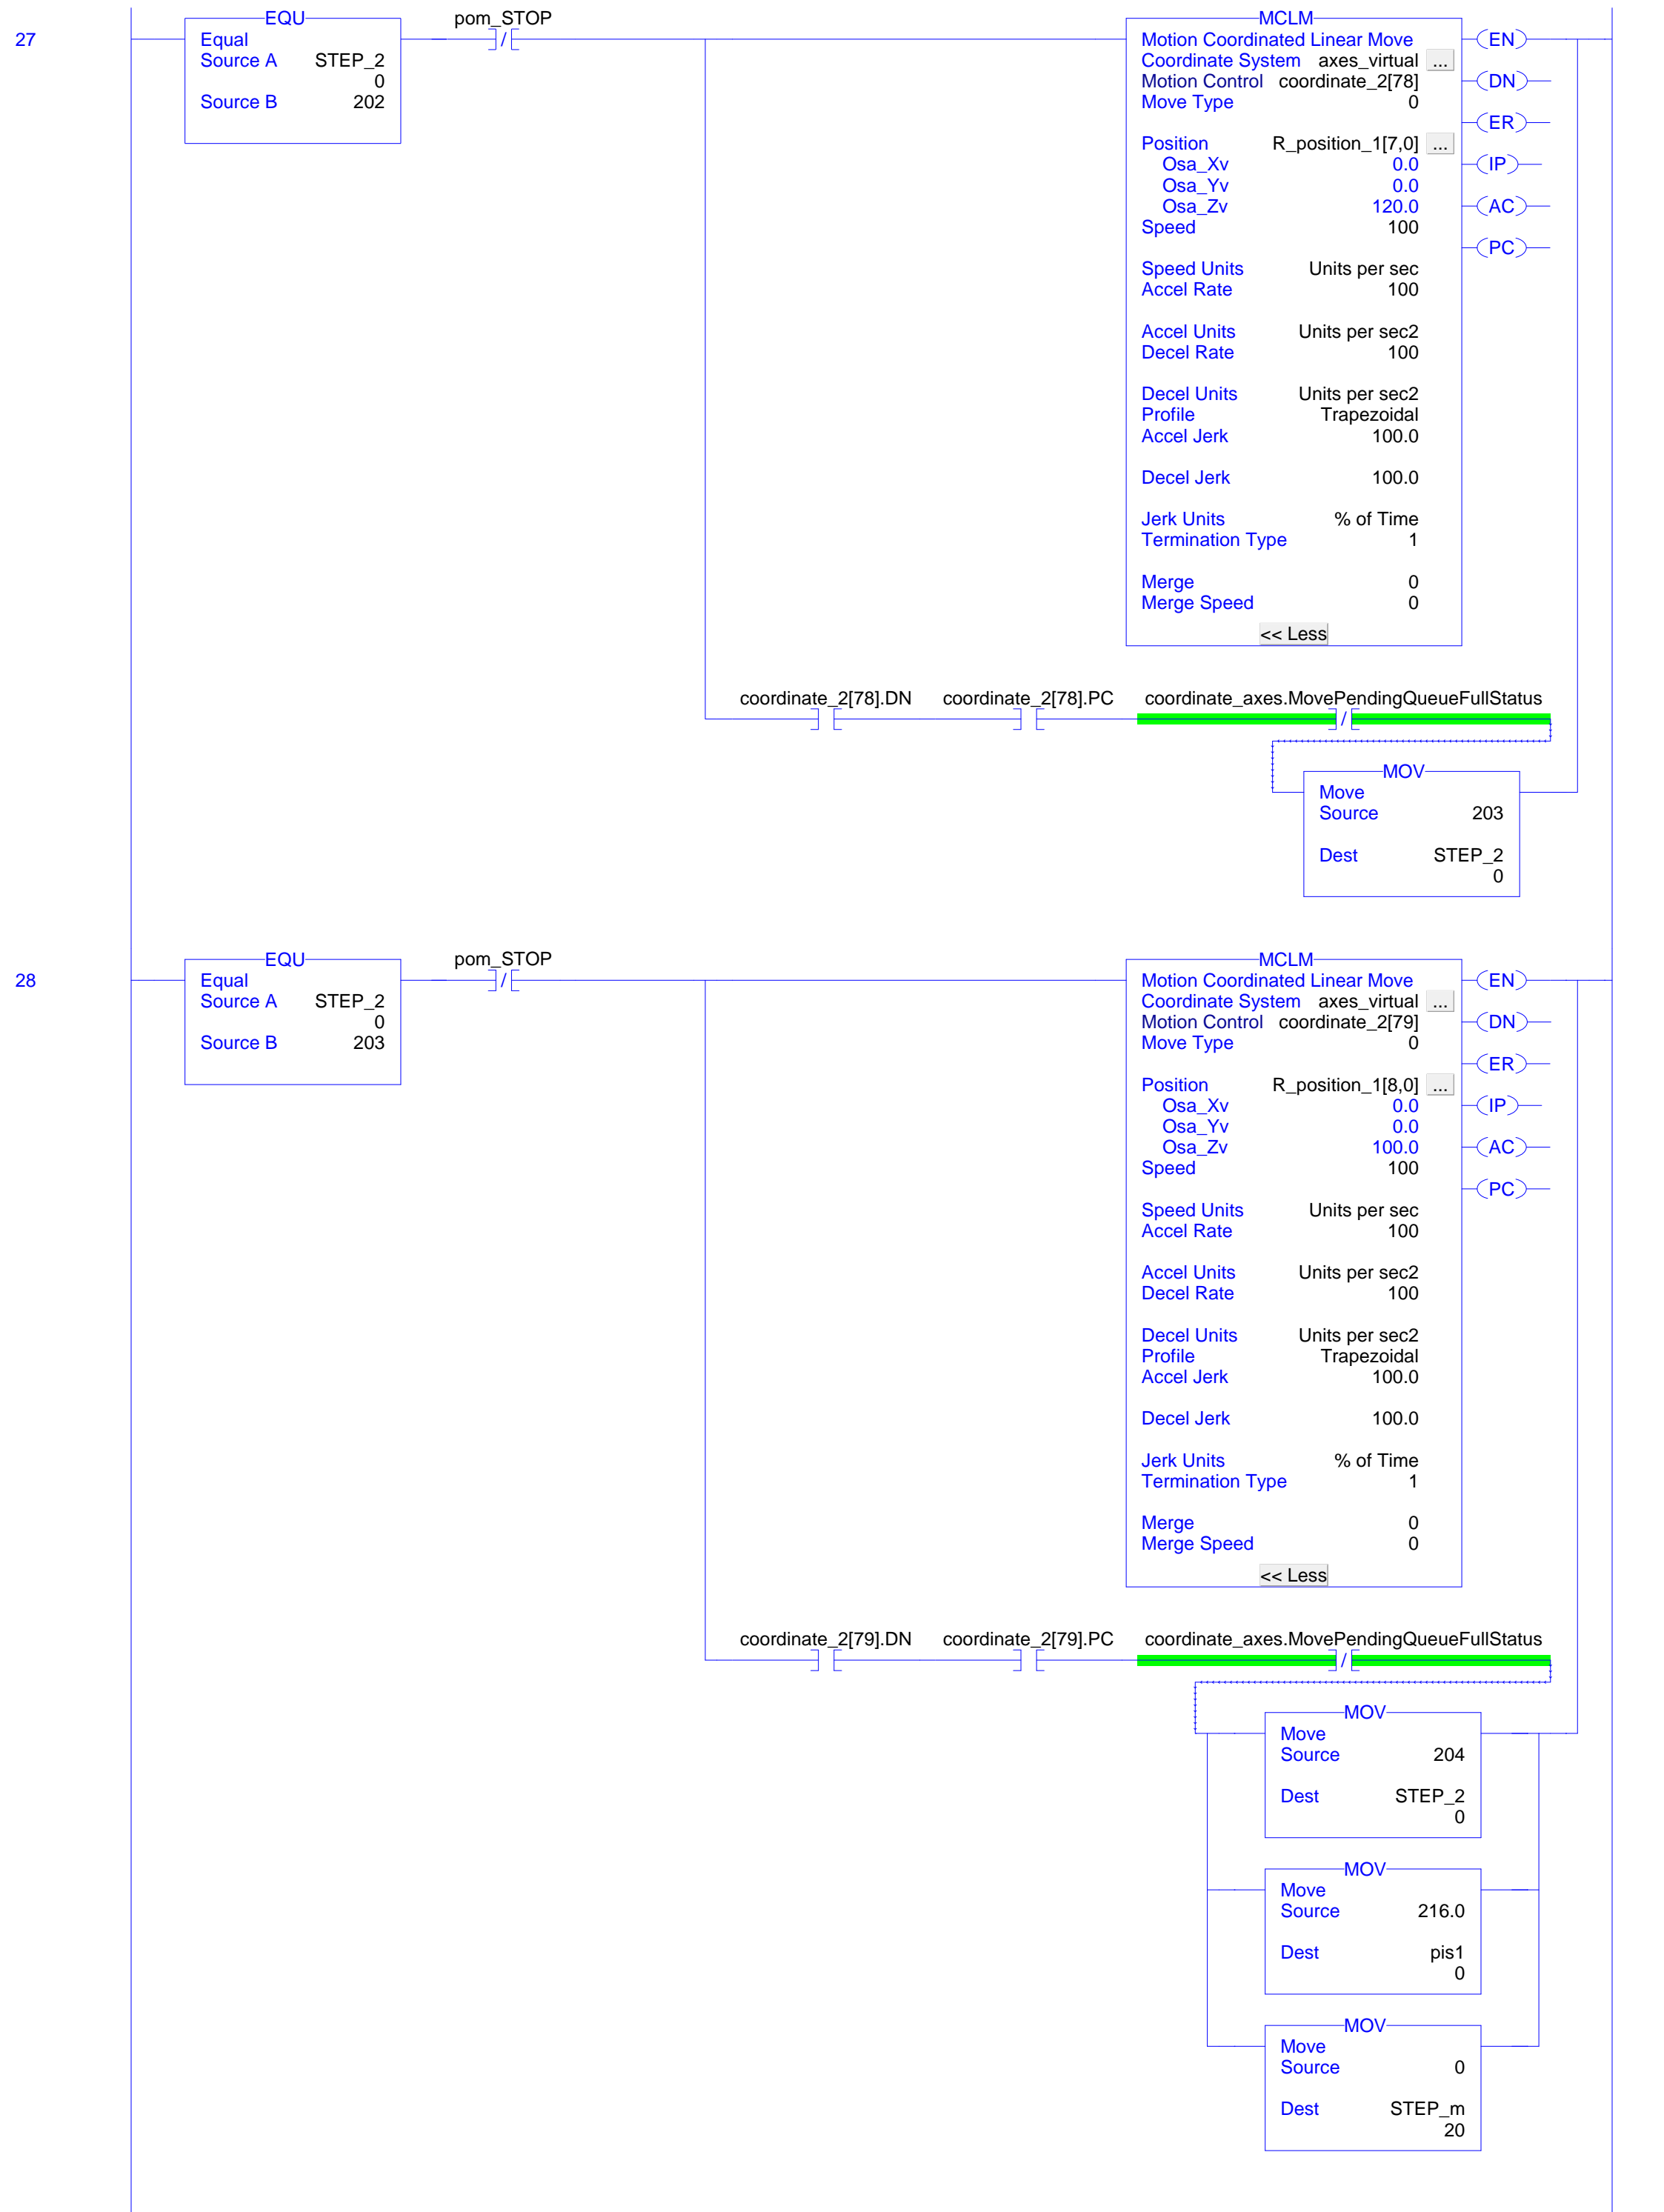 27
EQU
Equal
Source A STEP_2
0
Source B 202
pom_STOP
MCLM
Motion Coordinated Linear Move
Coordinate System axes_virtual ...
Motion Control coordinate_2[78]
Move Type 0
Position R_position_1[7,0] ...
Osa_Xv 0.0
Osa_Yv 0.0
Osa_Zv 120.0
Speed 100
Speed Units Units per sec
Accel Rate 100
Accel Units Units per sec2
Decel Rate 100
Decel Units Units per sec2
Profile Trapezoidal
Accel Jerk 100.0
Decel Jerk 100.0
Jerk Units % of Time
Termination Type 1
Merge 0
Merge Speed 0
<< Less
EN
DN
ER
IP
AC
PC
coordinate_2[78].DN coordinate_2[78].PC coordinate_axes.MovePendingQueueFullStatus
MOV
Move
Source 203
Dest STEP_2
0
28
EQU
Equal
Source A STEP_2
0
Source B 203
pom_STOP
MCLM
Motion Coordinated Linear Move
Coordinate System axes_virtual ...
Motion Control coordinate_2[79]
Move Type 0
Position R_position_1[8,0] ...
Osa_Xv 0.0
Osa_Yv 0.0
Osa_Zv 100.0
Speed 100
Speed Units Units per sec
Accel Rate 100
Accel Units Units per sec2
Decel Rate 100
Decel Units Units per sec2
Profile Trapezoidal
Accel Jerk 100.0
Decel Jerk 100.0
Jerk Units % of Time
Termination Type 1
Merge 0
Merge Speed 0
<< Less
EN
DN
ER
IP
AC
PC
coordinate_2[79].DN coordinate_2[79].PC coordinate_axes.MovePendingQueueFullStatus
MOV
Move
Source 204
Dest STEP_2
0
MOV
Move
Source 216.0
Dest pis1
0
MOV
Move
Source 0
Dest STEP_m
20